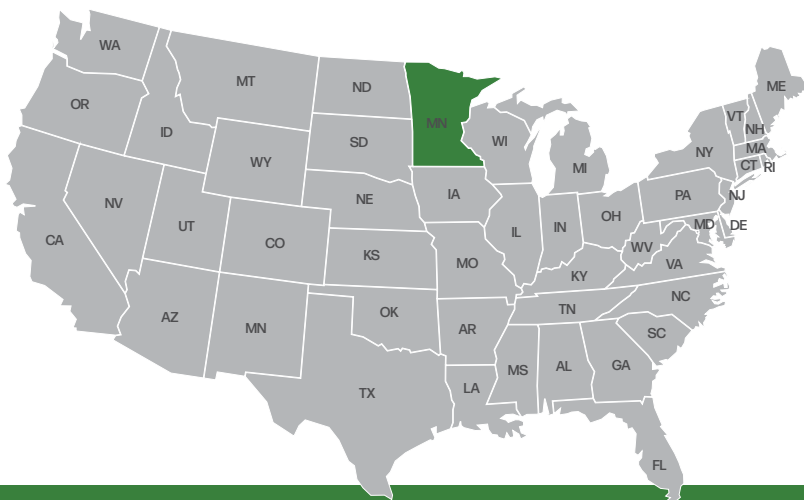 WA
MT
ND
MN
OR
ID
WY
SD
WI
MI
NY
VT
NH
ME
MA
CT
RI
NV
UT
CO
NE
IA
IL
IN
OH
PA
NJ
MD
DE
CA
KS
MO
KY
WV
VA
AZ
MN
OK
AR
TN
NC
SC
TX
LA
MS
AL
GA
FL